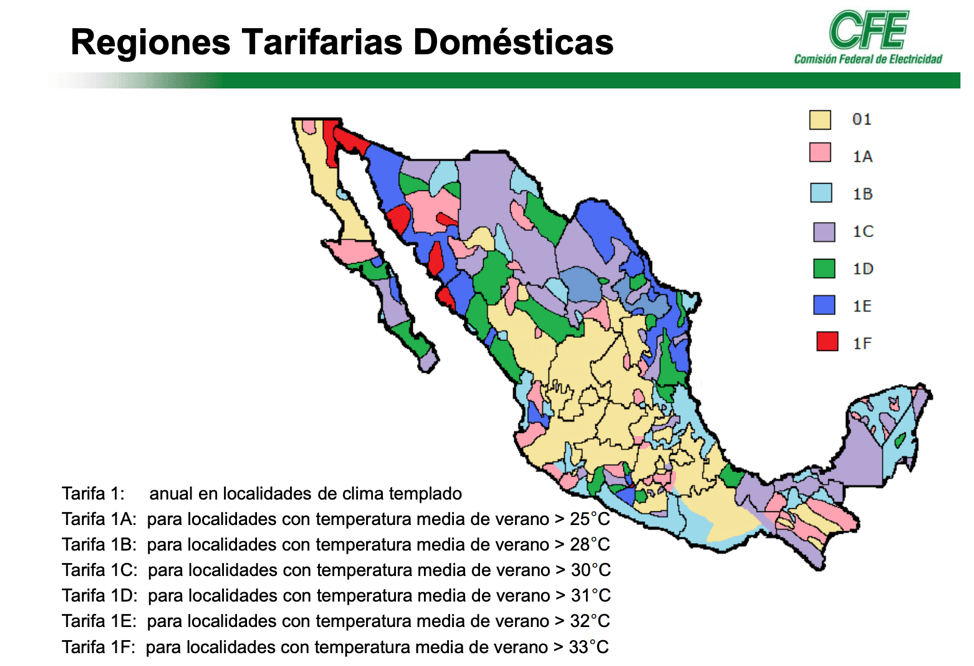 Regiones Tarifarias Domésticas
CFE
Comisión Federal de Electricidad
01
1A
1B
1C
1D
1E
1F
Tarifa 1: anual en localidades de clima templado
Tarifa 1A: para localidades con temperatura media de verano > 25°C
Tarifa 1B: para localidades con temperatura media de verano > 28°C
Tarifa 1C: para localidades con temperatura media de verano > 30°C
Tarifa 1D: para localidades con temperatura media de verano > 31°C
Tarifa 1E: para localidades con temperatura media de verano > 32°C
Tarifa 1F: para localidades con temperatura media de verano > 33°C